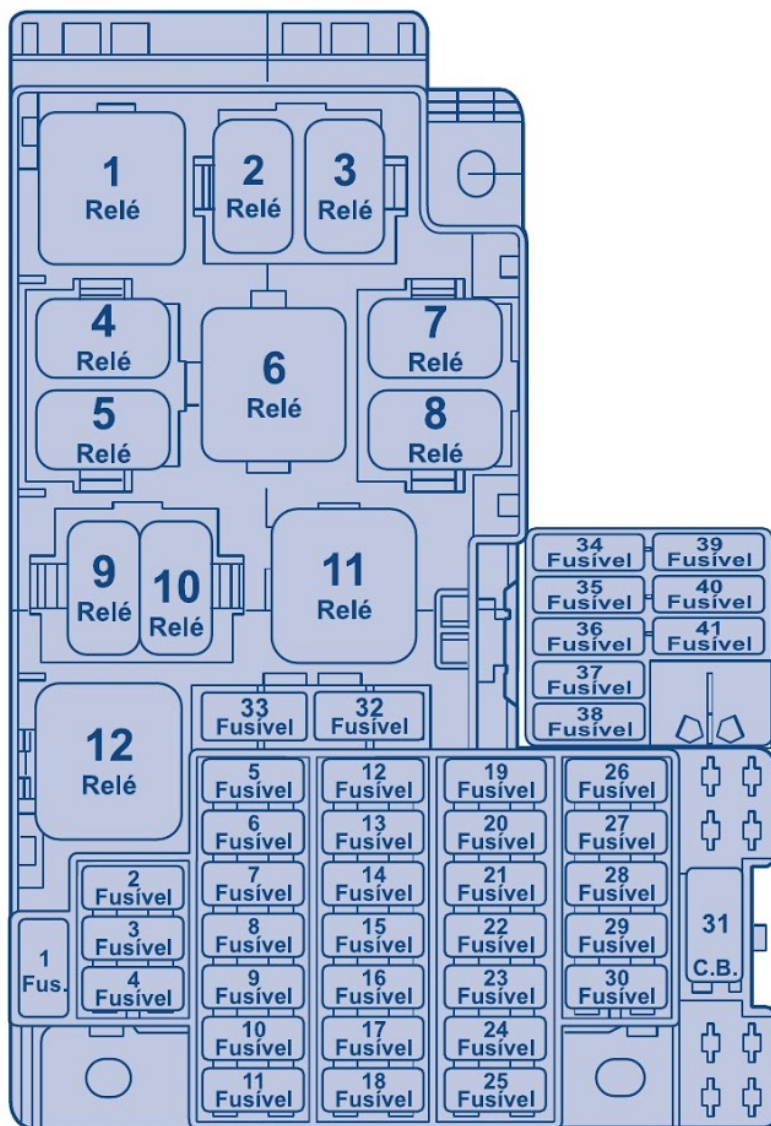 1
Relé
2
Relé
3
Relé
4
Relé
5
Relé
6
Relé
7
Relé
8
Relé
9
Relé
10
Relé
11
Relé
12
Relé
34
Fusível
39
Fusível
35
Fusível
40
Fusível
36
Fusível
41
Fusível
37
Fusível
38
Fusível
33
Fusível
32
Fusível
1
Fus.
2
Fusível
3
Fusível
4
Fusível
5
Fusível
6
Fusível
7
Fusível
8
Fusível
9
Fusível
10
Fusível
11
Fusível
12
Fusível
13
Fusível
14
Fusível
15
Fusível
16
Fusível
17
Fusível
18
Fusível
19
Fusível
20
Fusível
21
Fusível
22
Fusível
23
Fusível
24
Fusível
25
Fusível
26
Fusível
27
Fusível
28
Fusível
29
Fusível
30
Fusível
31
C.B.